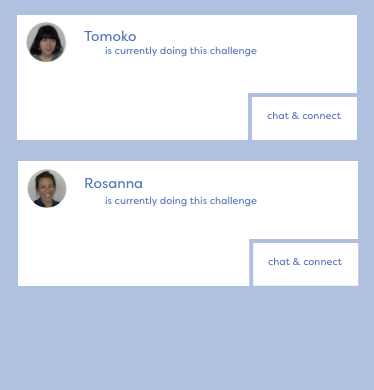 Tomoko
is currently doing this challenge
chat & connect
Rosanna
is currently doing this challenge
chat & connect